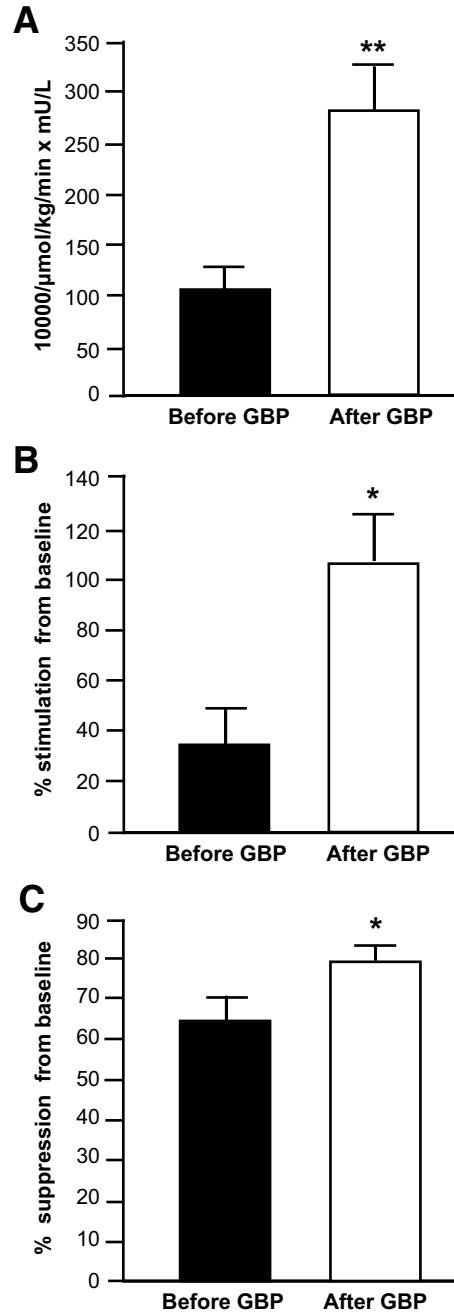 A
10000/µmol/kg/min x mU/L
350
300
250
200
150
100
50
0
**
Before GBP
After GBP
B
% stimulation from baseline
140
120
100
80
60
40
20
0
*
Before GBP
After GBP
C
% suppression from baseline
90
80
70
60
50
40
30
20
10
0
*
Before GBP
After GBP